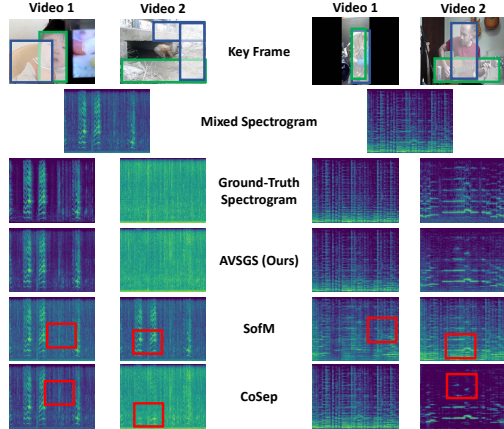 Video 1 Video 2 Video 1 Video 2
Key Frame
Mixed Spectrogram
Ground-Truth
Spectrogram
AVSGS (Ours)
SofM
CoSep